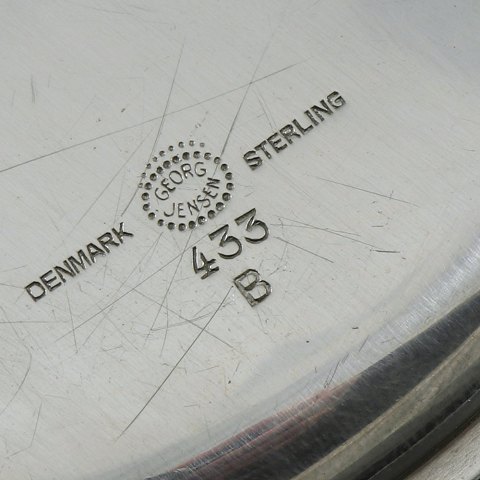 DENMARK GEORG JENSEN STERLING
433
B